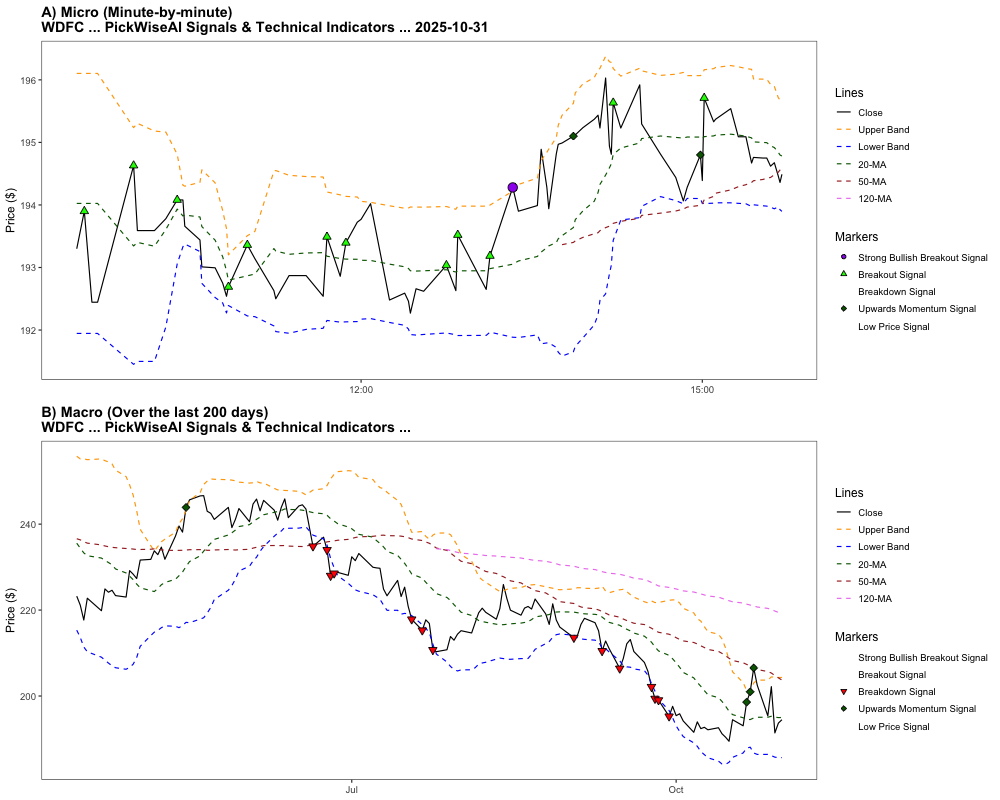 A) Micro (Minute-by-minute)
WDFC ... PickWiseAI Signals & Technical Indicators ... 2025-10-31
Price ($)
196
195
194
193
192
12:00
15:00
Lines
Close
Upper Band
Lower Band
20-MA
50-MA
120-MA
Markers
Strong Bullish Breakout Signal
Breakout Signal
Breakdown Signal
Upwards Momentum Signal
Low Price Signal
B) Macro (Over the last 200 days)
WDFC ... PickWiseAI Signals & Technical Indicators ...
Price ($)
240
220
200
Jul
Oct
Lines
Close
Upper Band
Lower Band
20-MA
50-MA
120-MA
Markers
Strong Bullish Breakout Signal
Breakout Signal
Breakdown Signal
Upwards Momentum Signal
Low Price Signal